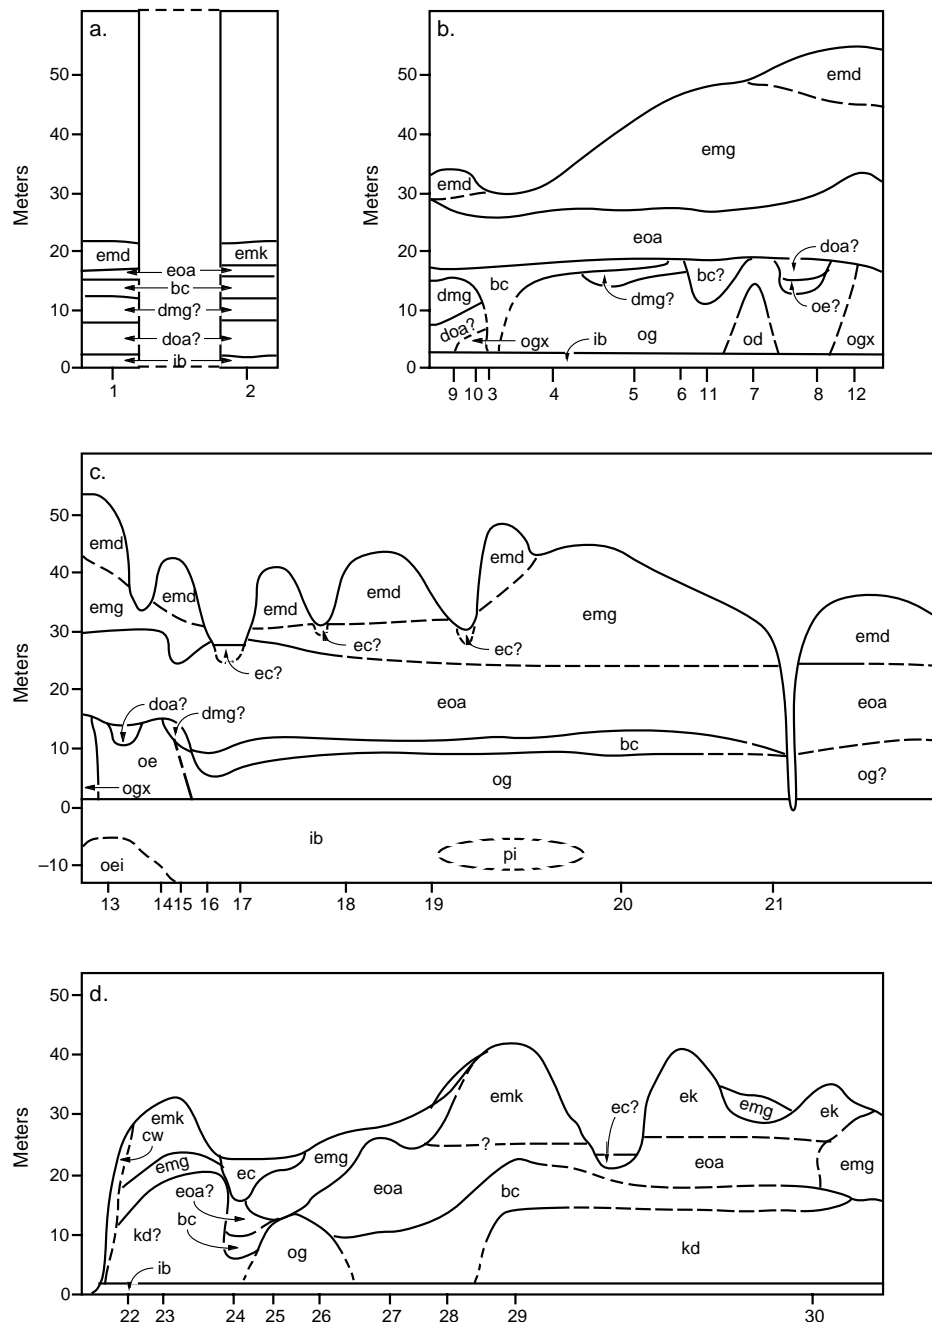 a.
Meters
50
40
30
20
10
0
emd
emk
eoa
bc
dmg?
doa?
ib
1
2
b.
Meters
50
40
30
20
10
0
emd
emg
emd
eoa
doa?
dmg
bc
bc?
dmg?
oe?
doa?
ogx
og
ib
od
ogx
9
10
3
4
5
6
11
7
8
12
c.
Meters
50
40
30
20
10
0
–10
emd
emd
emd
emd
emd
emg
emg
emd
ec?
ec?
ec?
doa?
dmg?
eoa
eoa
bc
oe
ogx
og
og?
ib
oei
pi
13
14
15
16
17
18
19
20
21
d.
Meters
50
40
30
20
10
0
emk
cw
emg
ec
emg
emk
ec?
ek
emg
ek
?
eoa?
eoa
eoa
emg
bc
bc
kd?
og
kd
ib
22
23
24
25
26
27
28
29
30